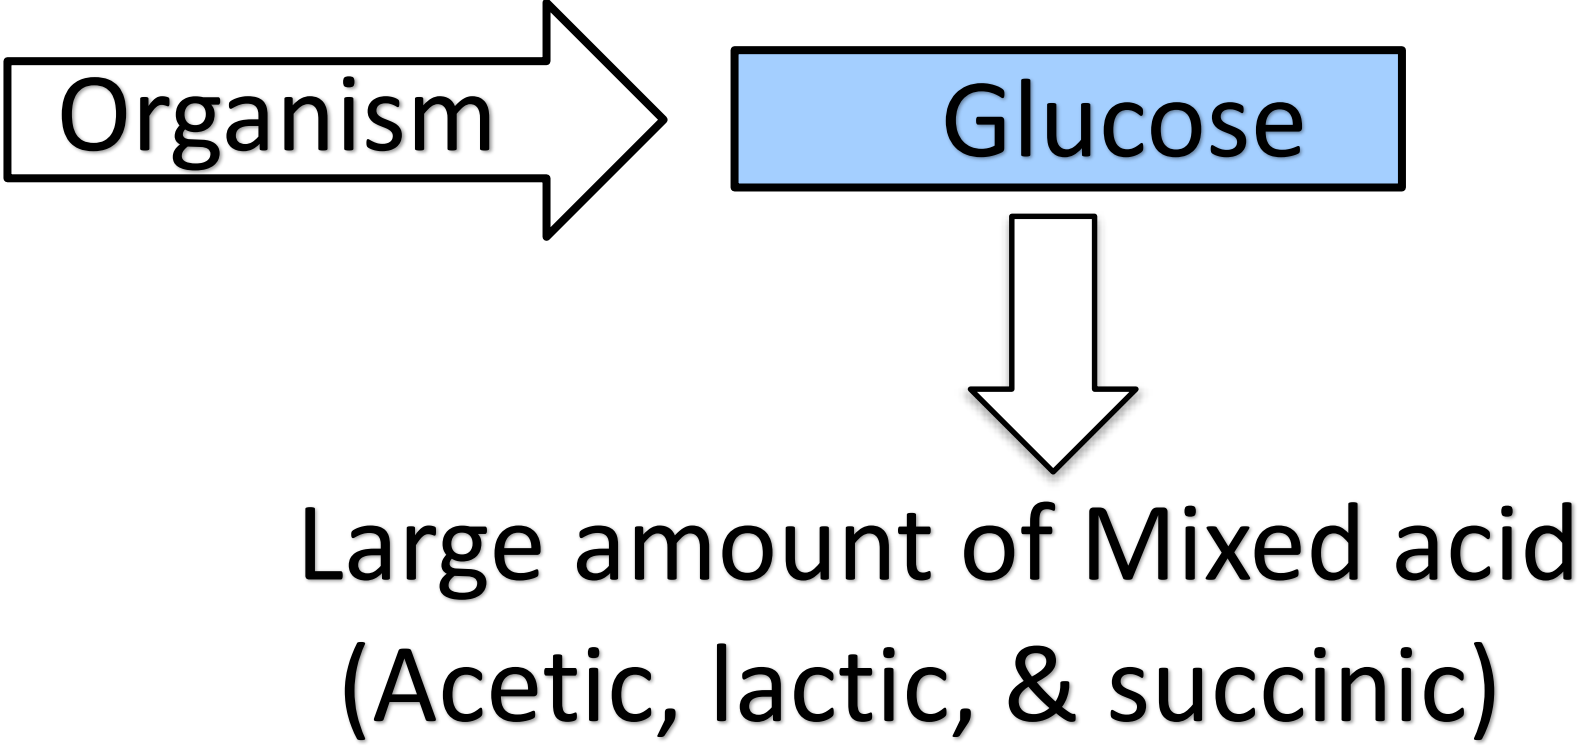 Organism
Glucose
Large amount of Mixed acid
(Acetic, lactic, & succinic)